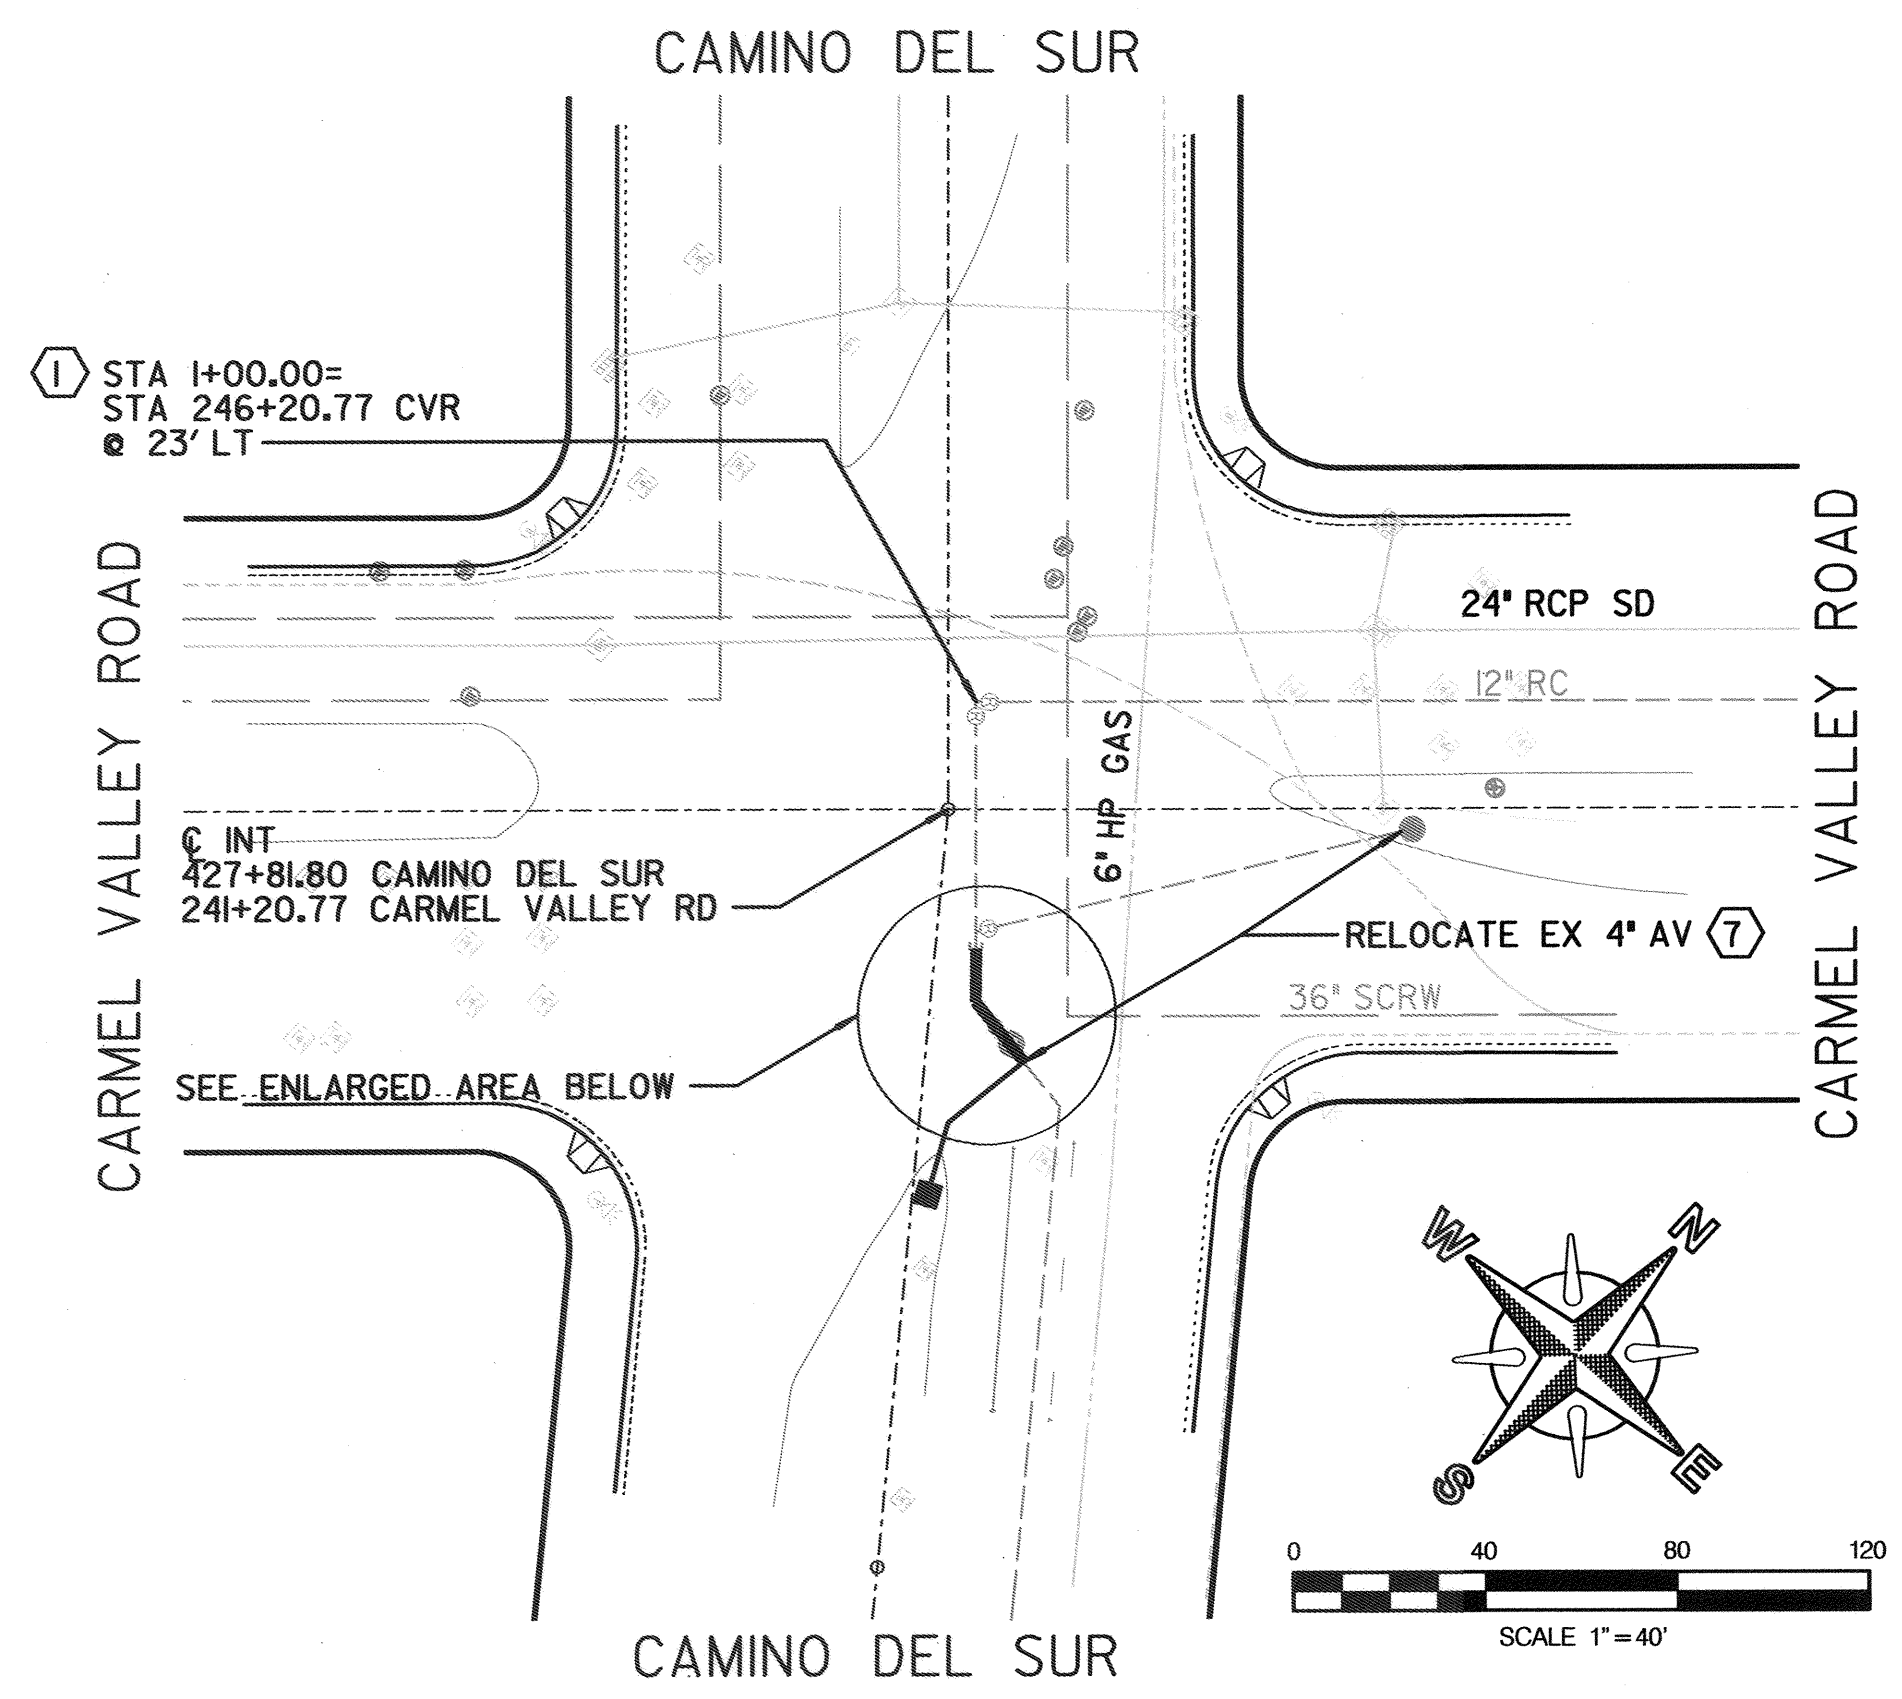 CAMINO DEL SUR
1
STA 1+00.00=
STA 246+20.77 CVR
@ 23' LT
CARMEL VALLEY ROAD
CARMEL VALLEY ROAD
24" RCP SD
12" RC
6" HP GAS
℄ INT
427+81.80 CAMINO DEL SUR
241+20.77 CARMEL VALLEY RD
RELOCATE EX 4" AV 7
36" SCRW
SEE ENLARGED AREA BELOW
W
N
S
E
0 40 80 120
SCALE 1"=40'
CAMINO DEL SUR